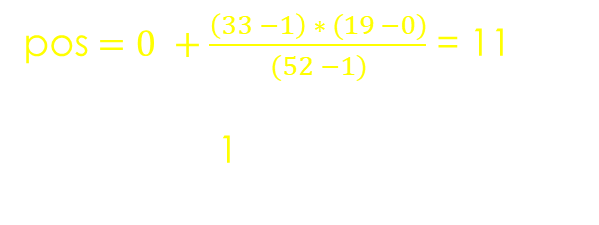 pos = 0 + (33 −1) * (19 −0) / (52 −1) = 11
1